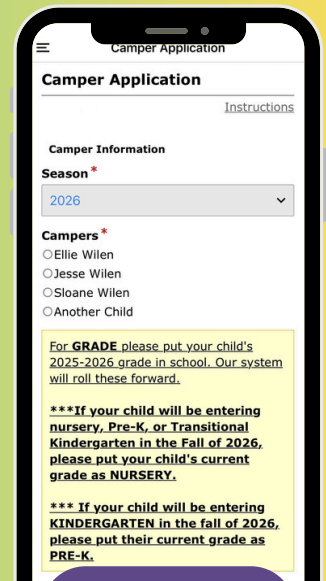 Camper Application
Camper Application
Instructions
Camper Information
Season*
2026
Campers*
Ellie Wilen
Jesse Wilen
Sloane Wilen
Another Child
For GRADE please put your child's
2025-2026 grade in school. Our system
will roll these forward.
***If your child will be entering
nursery, Pre-K, or Transitional
Kindergarten in the Fall of 2026,
please put your child's current
grade as NURSERY.
*** If your child will be entering
KINDERGARTEN in the fall of 2026,
please put their current grade as
PRE-K.